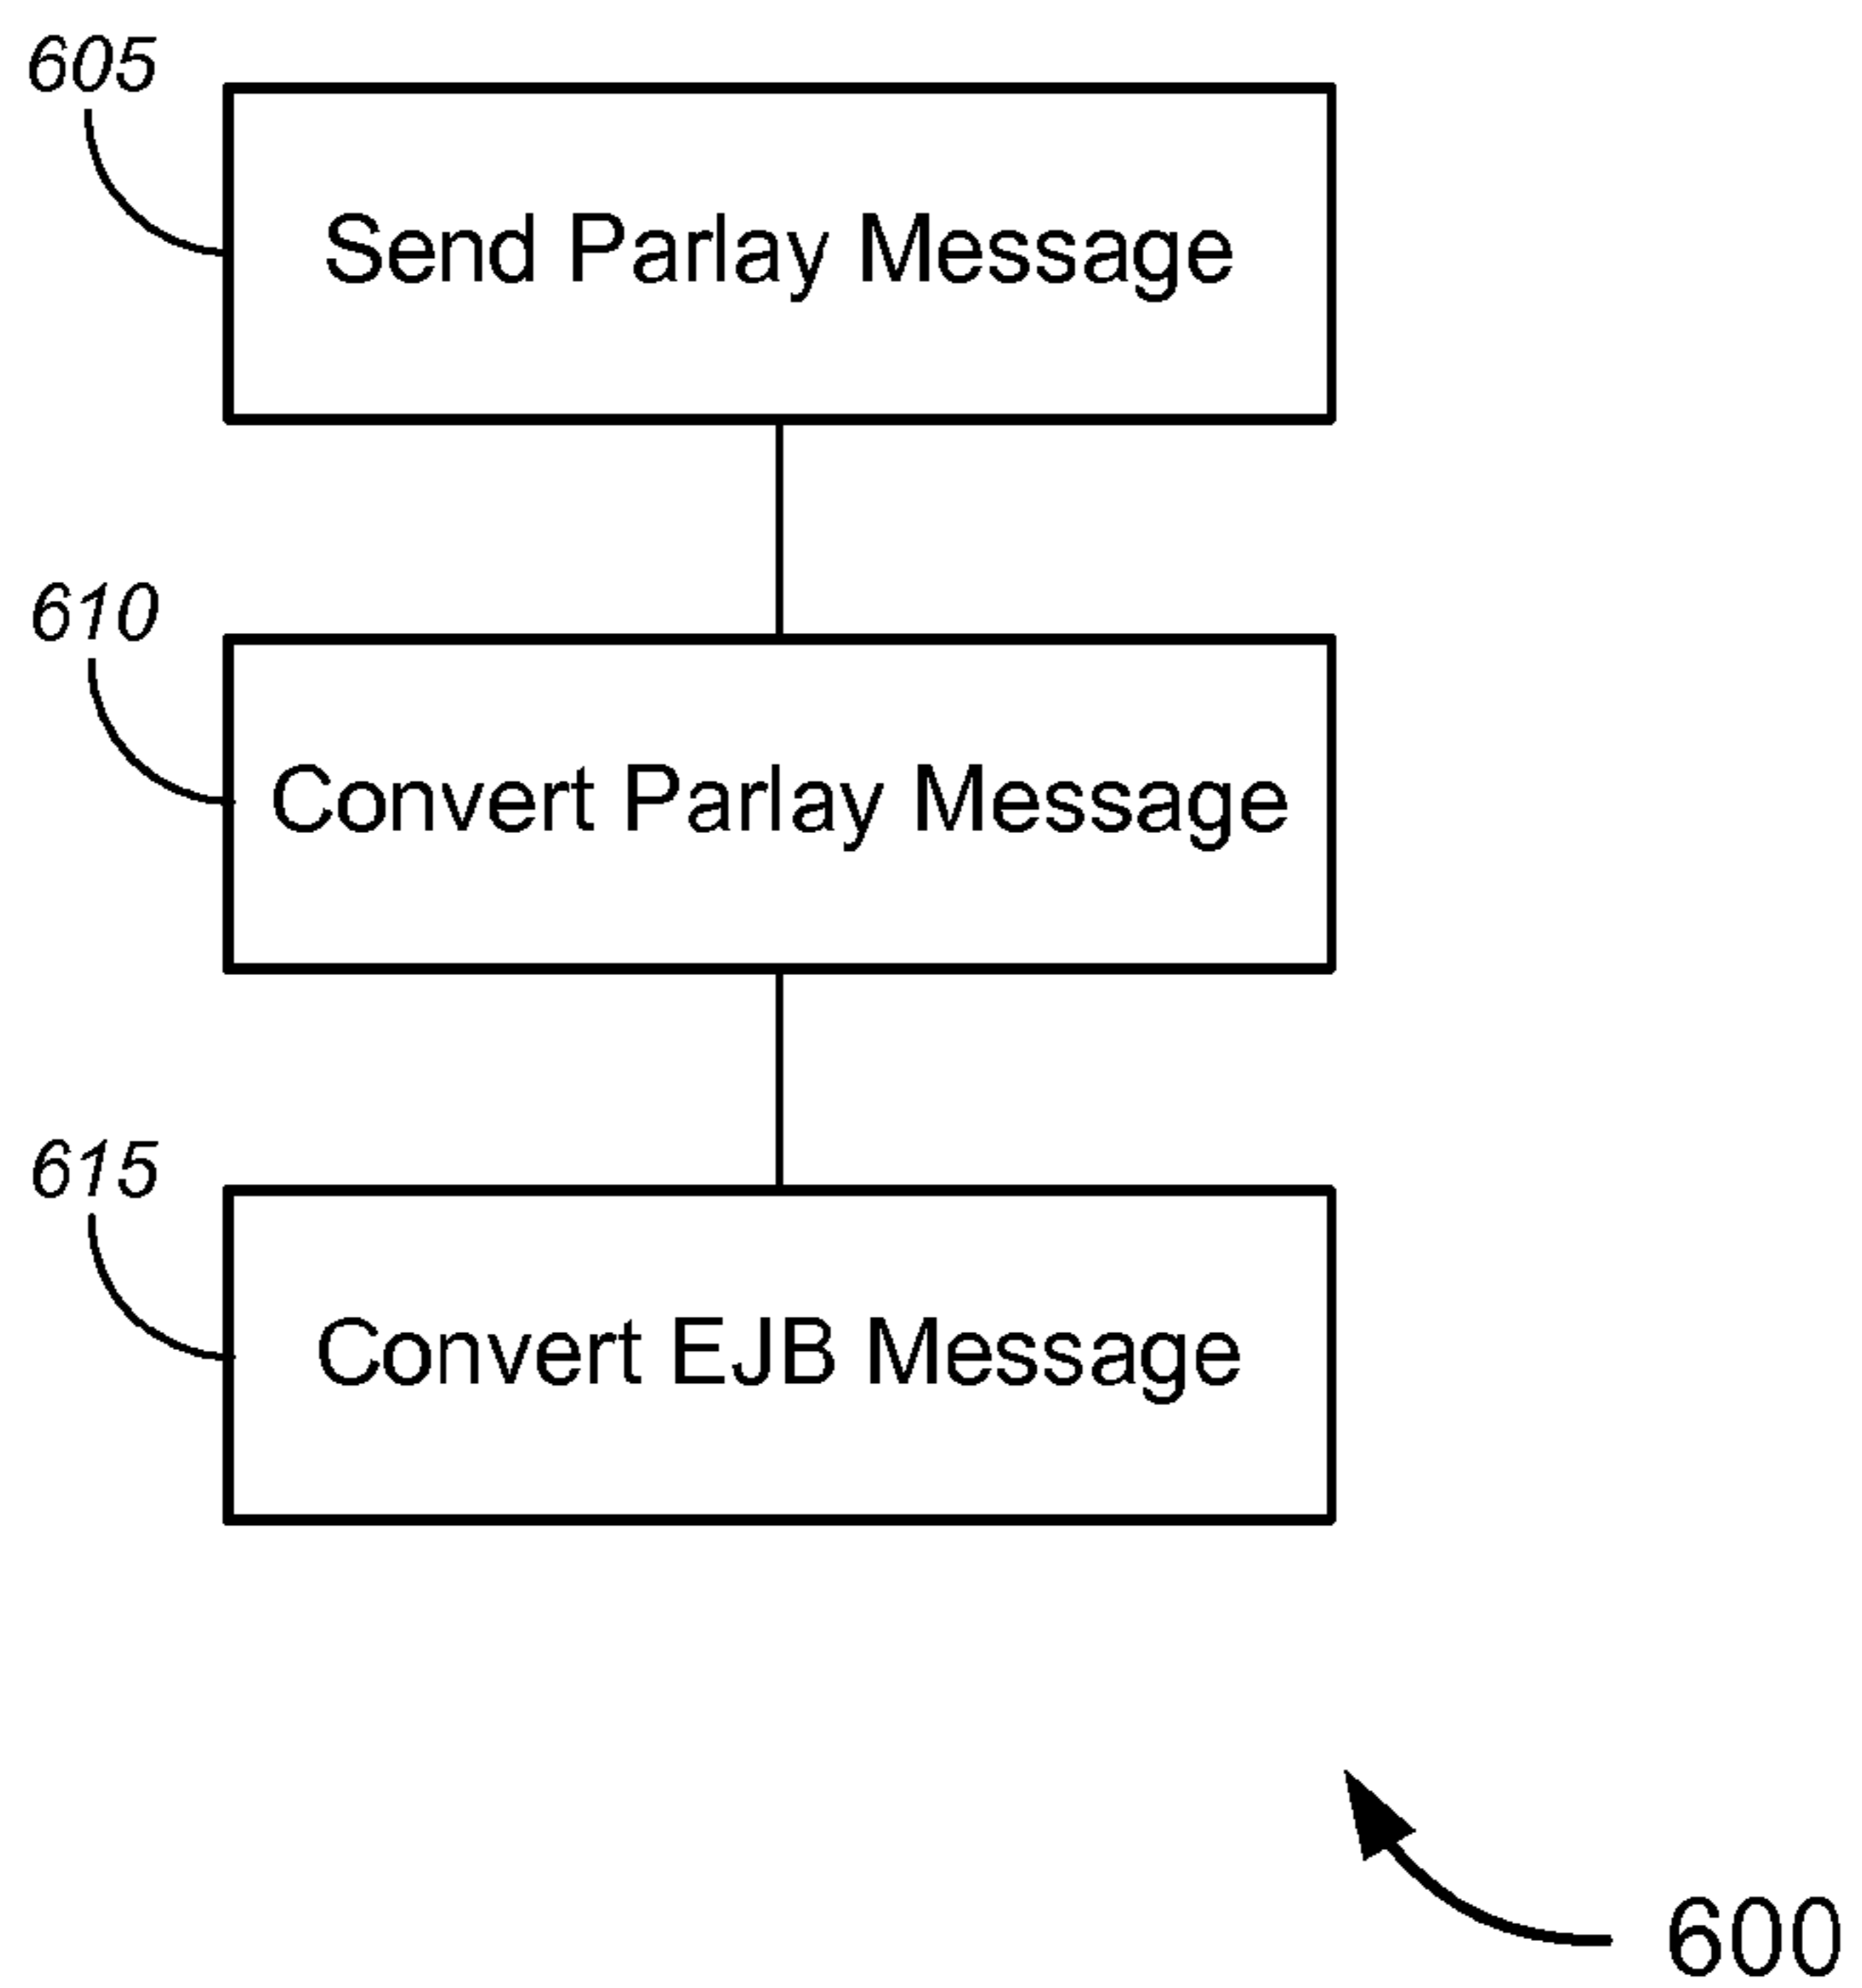 605
Send Parlay Message
610
Convert Parlay Message
615
Convert EJB Message
600